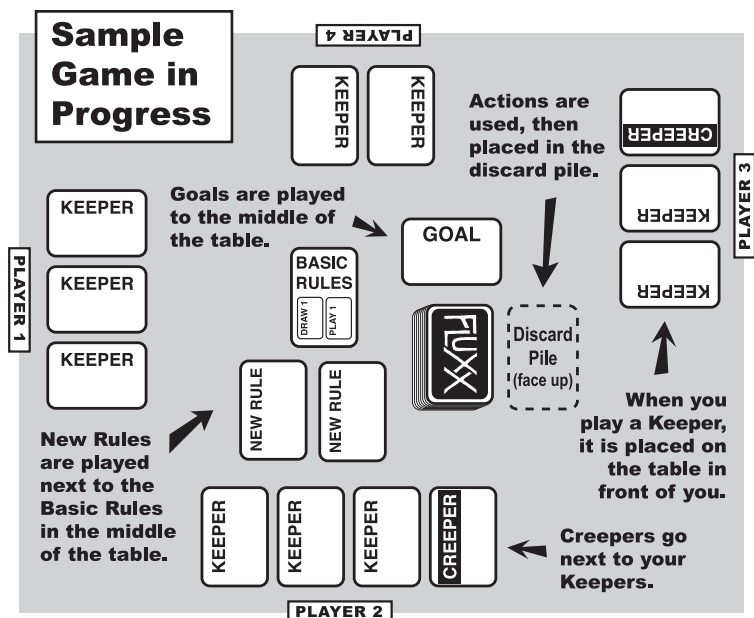 Sample
Game in
Progress
PLAYER 4
KEEPER
KEEPER
Actions are
used, then
placed in the
discard pile.
CREEPER
KEEPER
KEEPER
PLAYER 3
Goals are played
to the middle of
the table.
GOAL
KEEPER
KEEPER
KEEPER
PLAYER 1
BASIC
RULES
DRAW 1
PLAY 1
FLUXX
Discard
Pile
(face up)
NEW RULE
NEW RULE
When you
play a Keeper,
it is placed on
the table in
front of you.
New Rules
are played
next to the
Basic Rules
in the middle
of the table.
KEEPER
KEEPER
KEEPER
CREEPER
Creepers go
next to your
Keepers.
PLAYER 2